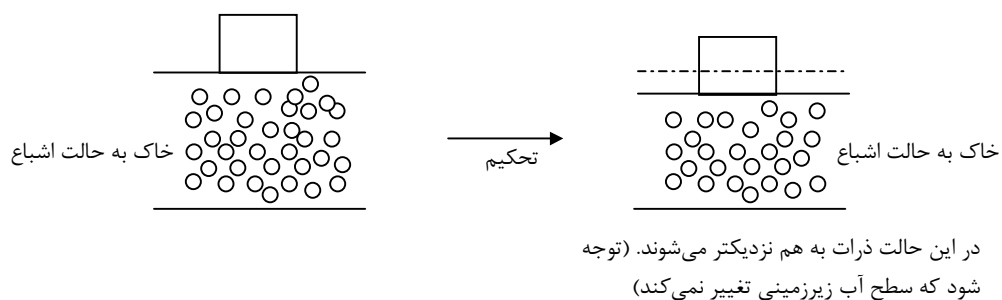 خاک به حالت اشباع
تحکیم
خاک به حالت اشباع
در این حالت ذرات به هم نزدیکتر می‌شوند. (توجه
شود که سطح آب زیرزمینی تغییر نمی‌کند)